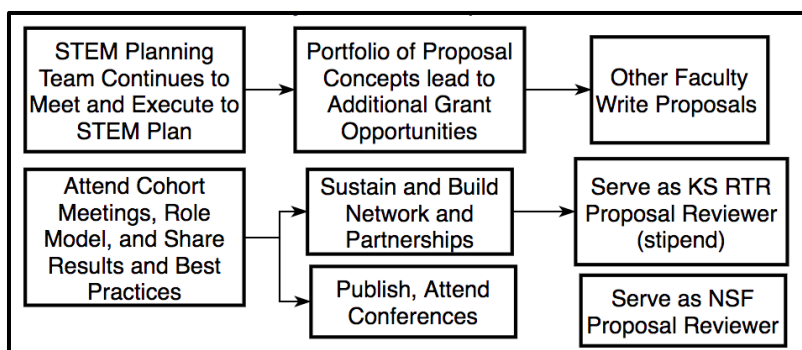 STEM Planning
Team Continues to
Meet and Execute to
STEM Plan
Portfolio of Proposal
Concepts lead to
Additional Grant
Opportunities
Other Faculty
Write Proposals
Attend Cohort
Meetings, Role
Model, and Share
Results and Best
Practices
Sustain and Build
Network and
Partnerships
Serve as KS RTR
Proposal Reviewer
(stipend)
Publish, Attend
Conferences
Serve as NSF
Proposal Reviewer